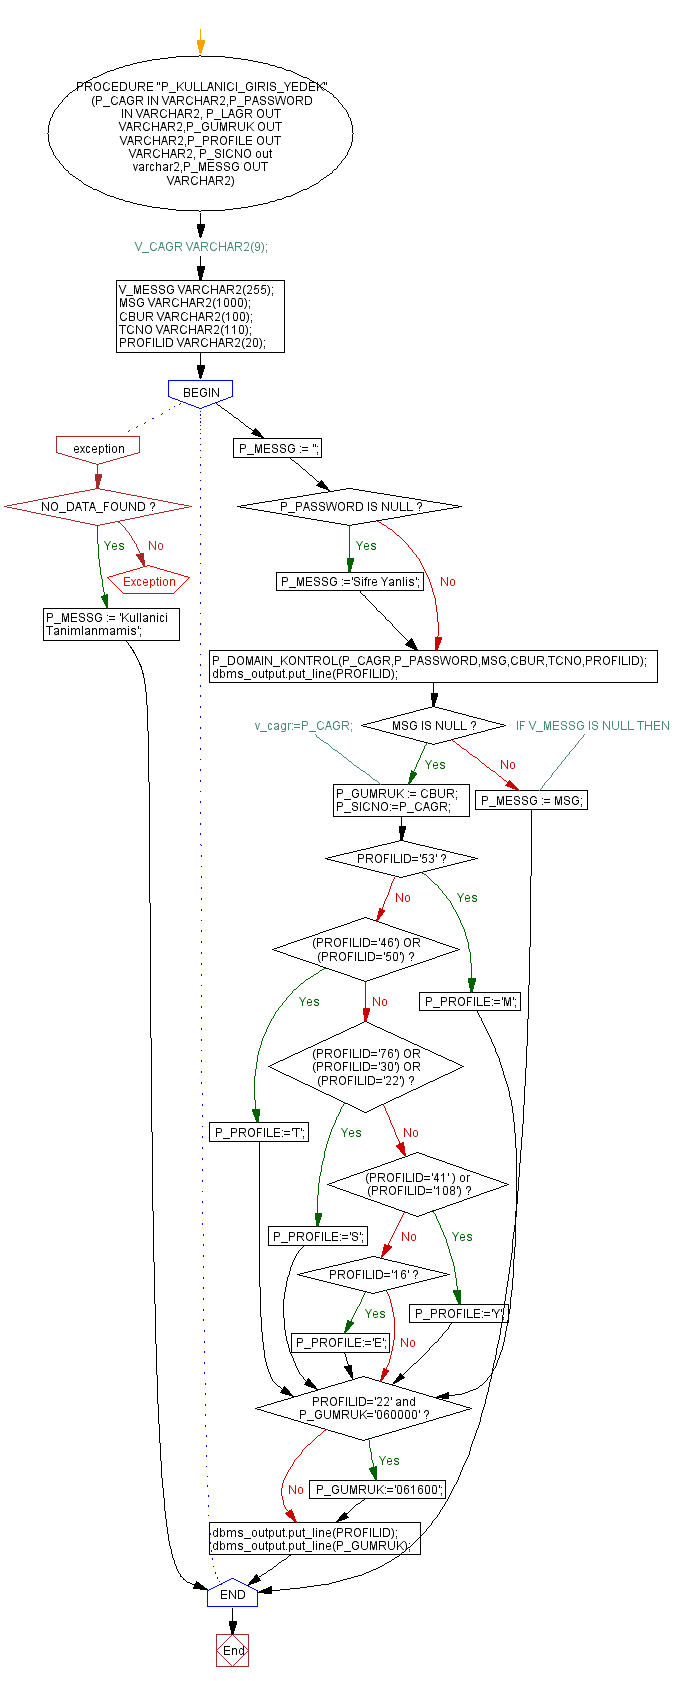 PROCEDURE "P_KULLANICI_GIRIS_YEDEK"
(P_CAGR IN VARCHAR2,P_PASSWORD
IN VARCHAR2, P_LAGR OUT
VARCHAR2,P_GUMRUK OUT
VARCHAR2,P_PROFILE OUT
VARCHAR2, P_SICNO out
varchar2,P_MESSG OUT
VARCHAR2)
V_CAGR VARCHAR2(9);
V_MESSG VARCHAR2(255);
MSG VARCHAR2(1000);
CBUR VARCHAR2(100);
TCNO VARCHAR2(110);
PROFILID VARCHAR2(20);
BEGIN
exception
P_MESSG := '';
NO_DATA_FOUND ?
P_PASSWORD IS NULL ?
Yes
No
Yes
Exception
P_MESSG :='Sifre Yanlis';
No
P_MESSG := 'Kullanici
Tanimlanmamis';
P_DOMAIN_KONTROL(P_CAGR,P_PASSWORD,MSG,CBUR,TCNO,PROFILID);
dbms_output.put_line(PROFILID);
v_cagr:=P_CAGR;
MSG IS NULL ?
IF V_MESSG IS NULL THEN
Yes
No
P_GUMRUK := CBUR;
P_SICNO:=P_CAGR;
P_MESSG := MSG;
PROFILID='53' ?
No
Yes
(PROFILID='46') OR
(PROFILID='50') ?
Yes
No
P_PROFILE:='M';
(PROFILID='76') OR
(PROFILID='30') OR
(PROFILID='22') ?
P_PROFILE:='T';
Yes
No
(PROFILID='41' ) or
(PROFILID='108') ?
P_PROFILE:='S';
No
Yes
PROFILID='16' ?
Yes
P_PROFILE:='Y';
P_PROFILE:='E';
No
PROFILID='22' and
P_GUMRUK='060000' ?
Yes
No
P_GUMRUK:='061600';
dbms_output.put_line(PROFILID);
dbms_output.put_line(P_GUMRUK);
END
End